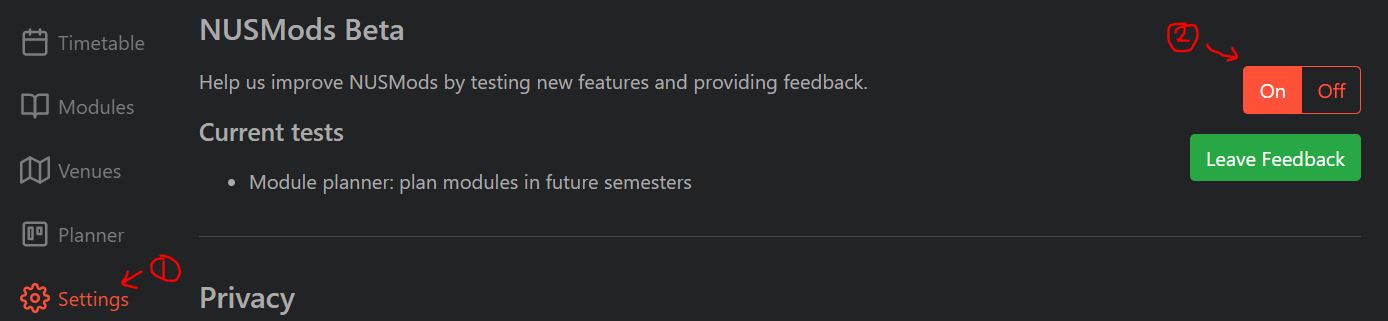 Timetable
Modules
Venues
Planner
Settings
1
NUSMods Beta
Help us improve NUSMods by testing new features and providing feedback.
Current tests
• Module planner: plan modules in future semesters
2
On Off
Leave Feedback
Privacy